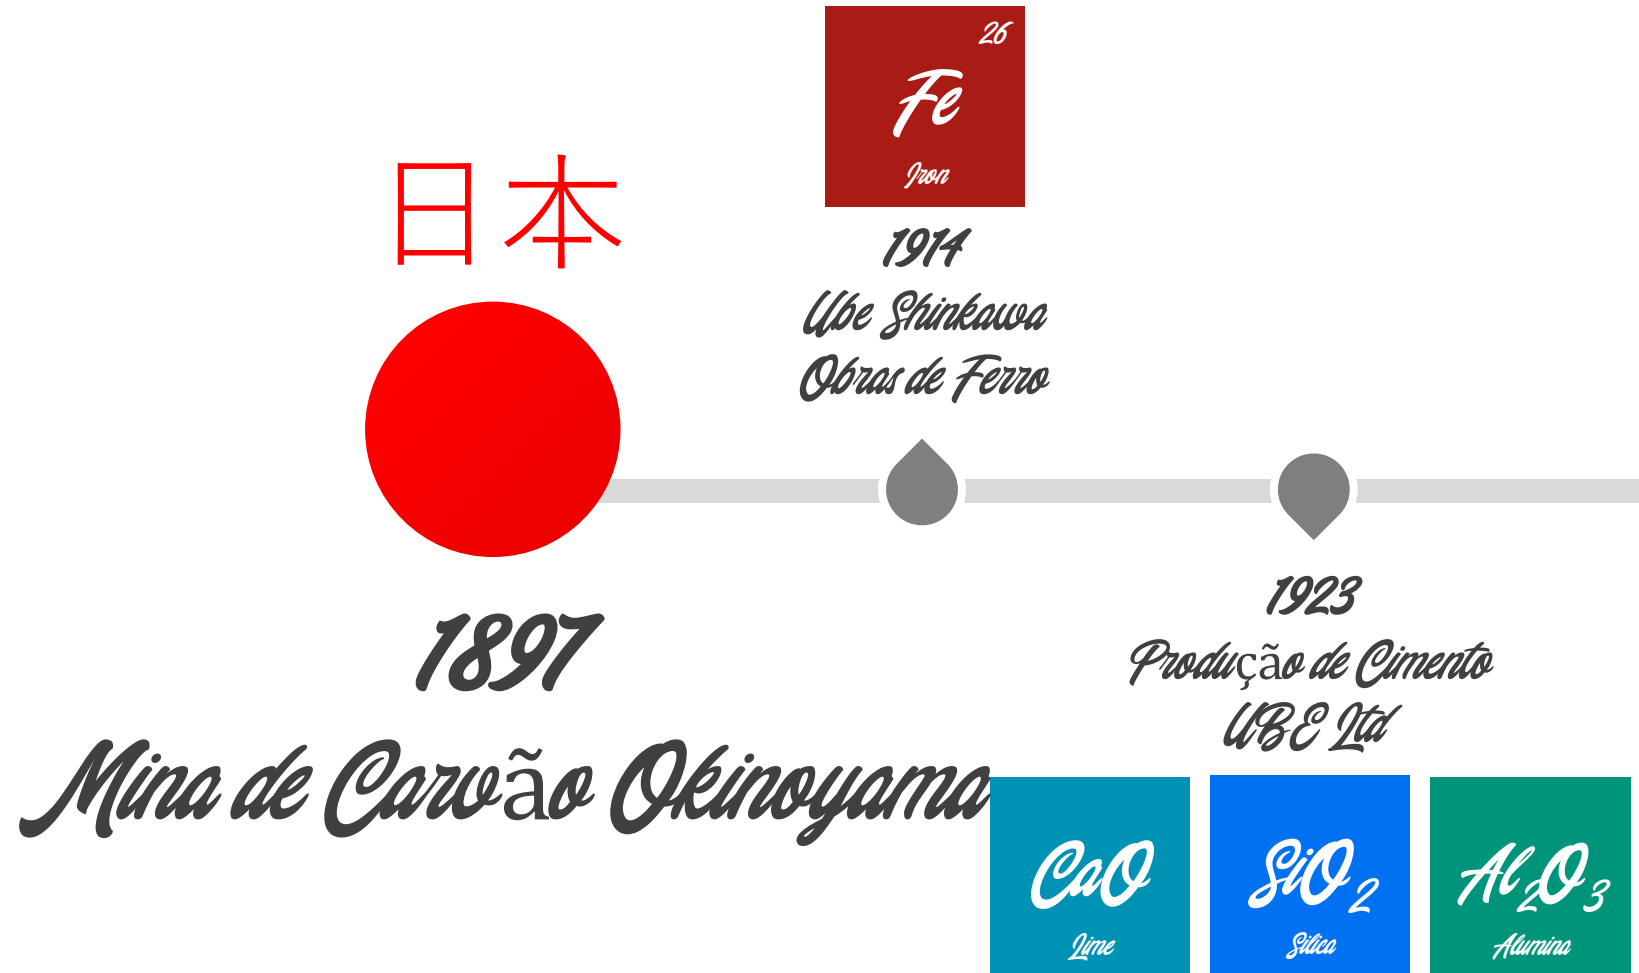 日本
1897
Mina de Carvão Okinoyama
26
Fe
Iron
1914
Ube Shinkawa
Obras de Ferro
1923
Produção de Cimento
UBE Ltd
CaO
Lime
SiO2
Silica
Al2O3
Alumina